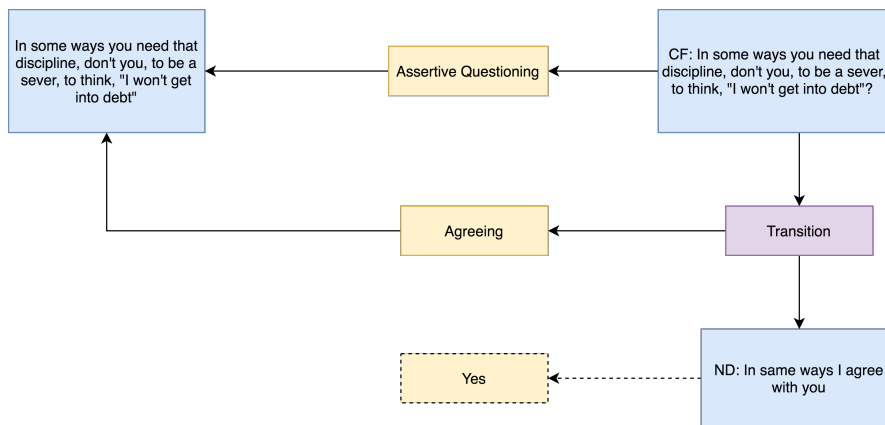 In some ways you need that
discipline, don't you, to be a
sever, to think, "I won't get
into debt"
Assertive Questioning
CF: In some ways you need that
discipline, don't you, to be a sever,
to think, "I won't get into debt"?
Agreeing
Transition
Yes
ND: In same ways I agree
with you